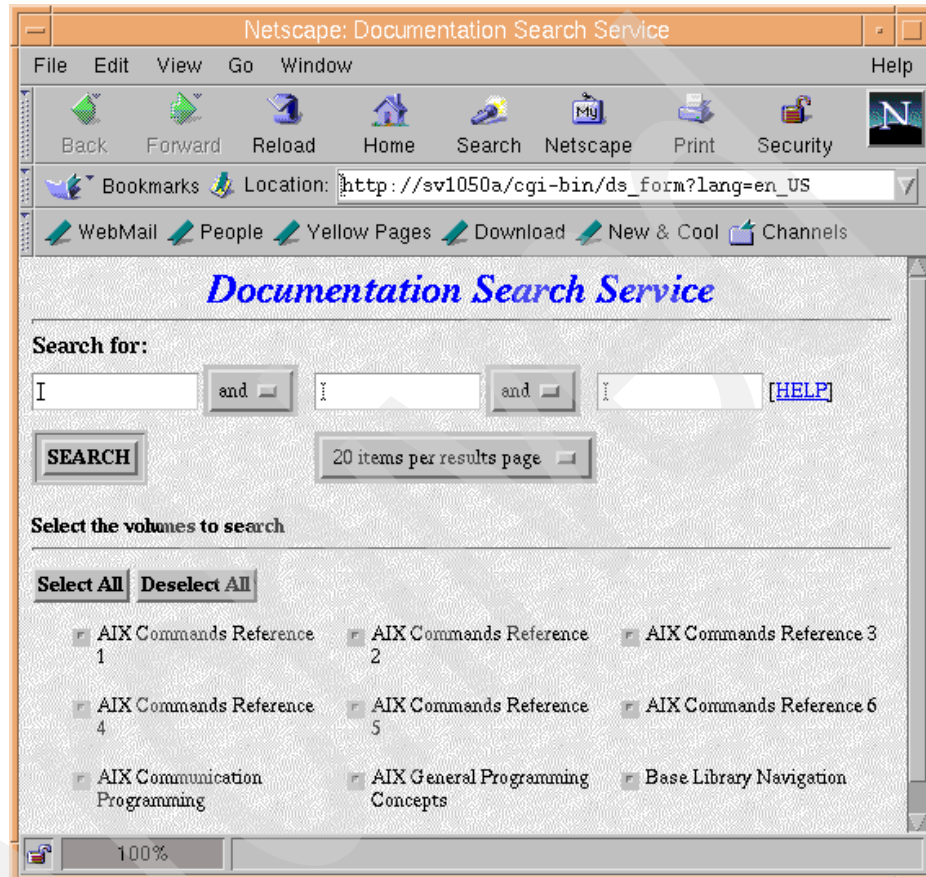 Netscape: Documentation Search Service
File Edit View Go Window Help
My N
Back Forward Reload Home Search Netscape Print Security
Bookmarks Location: http://sv1050a/cgi-bin/ds_form?lang=en_US
WebMail People Yellow Pages Download New & Cool Channels
Documentation Search Service
Search for:
and and [HELP]
SEARCH 20 items per results page
Select the volumes to search
Select All Deselect All
AIX Commands Reference 1
AIX Commands Reference 2
AIX Commands Reference 3
AIX Commands Reference 4
AIX Commands Reference 5
AIX Commands Reference 6
AIX Communication Programming
AIX General Programming Concepts
Base Library Navigation
100%